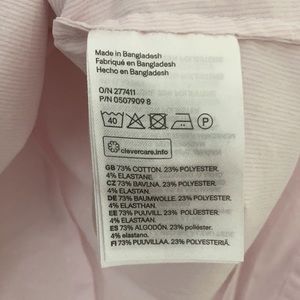 Made in Bangladesh
Fabriqué en Bangladesh
Hecho en Bangladesh
O/N 277411
P/N 0507909 8
40
P
clevercare.info
GB 73% COTTON. 23% POLYESTER.
4% ELASTANE.
CZ 73% BAVLNA. 23% POLYESTER.
4% ELASTAN.
DE 73% BAUMWOLLE. 23% POLYESTER.
4% ELASTAN.
EE 73% PUUVILL. 23% POLÜESTER.
4% elastaan.
ES 73% ALGODÓN. 23% poliéster.
4% elastano.
FI 73% PUUVILLAA. 23% POLYESTERIÄ.